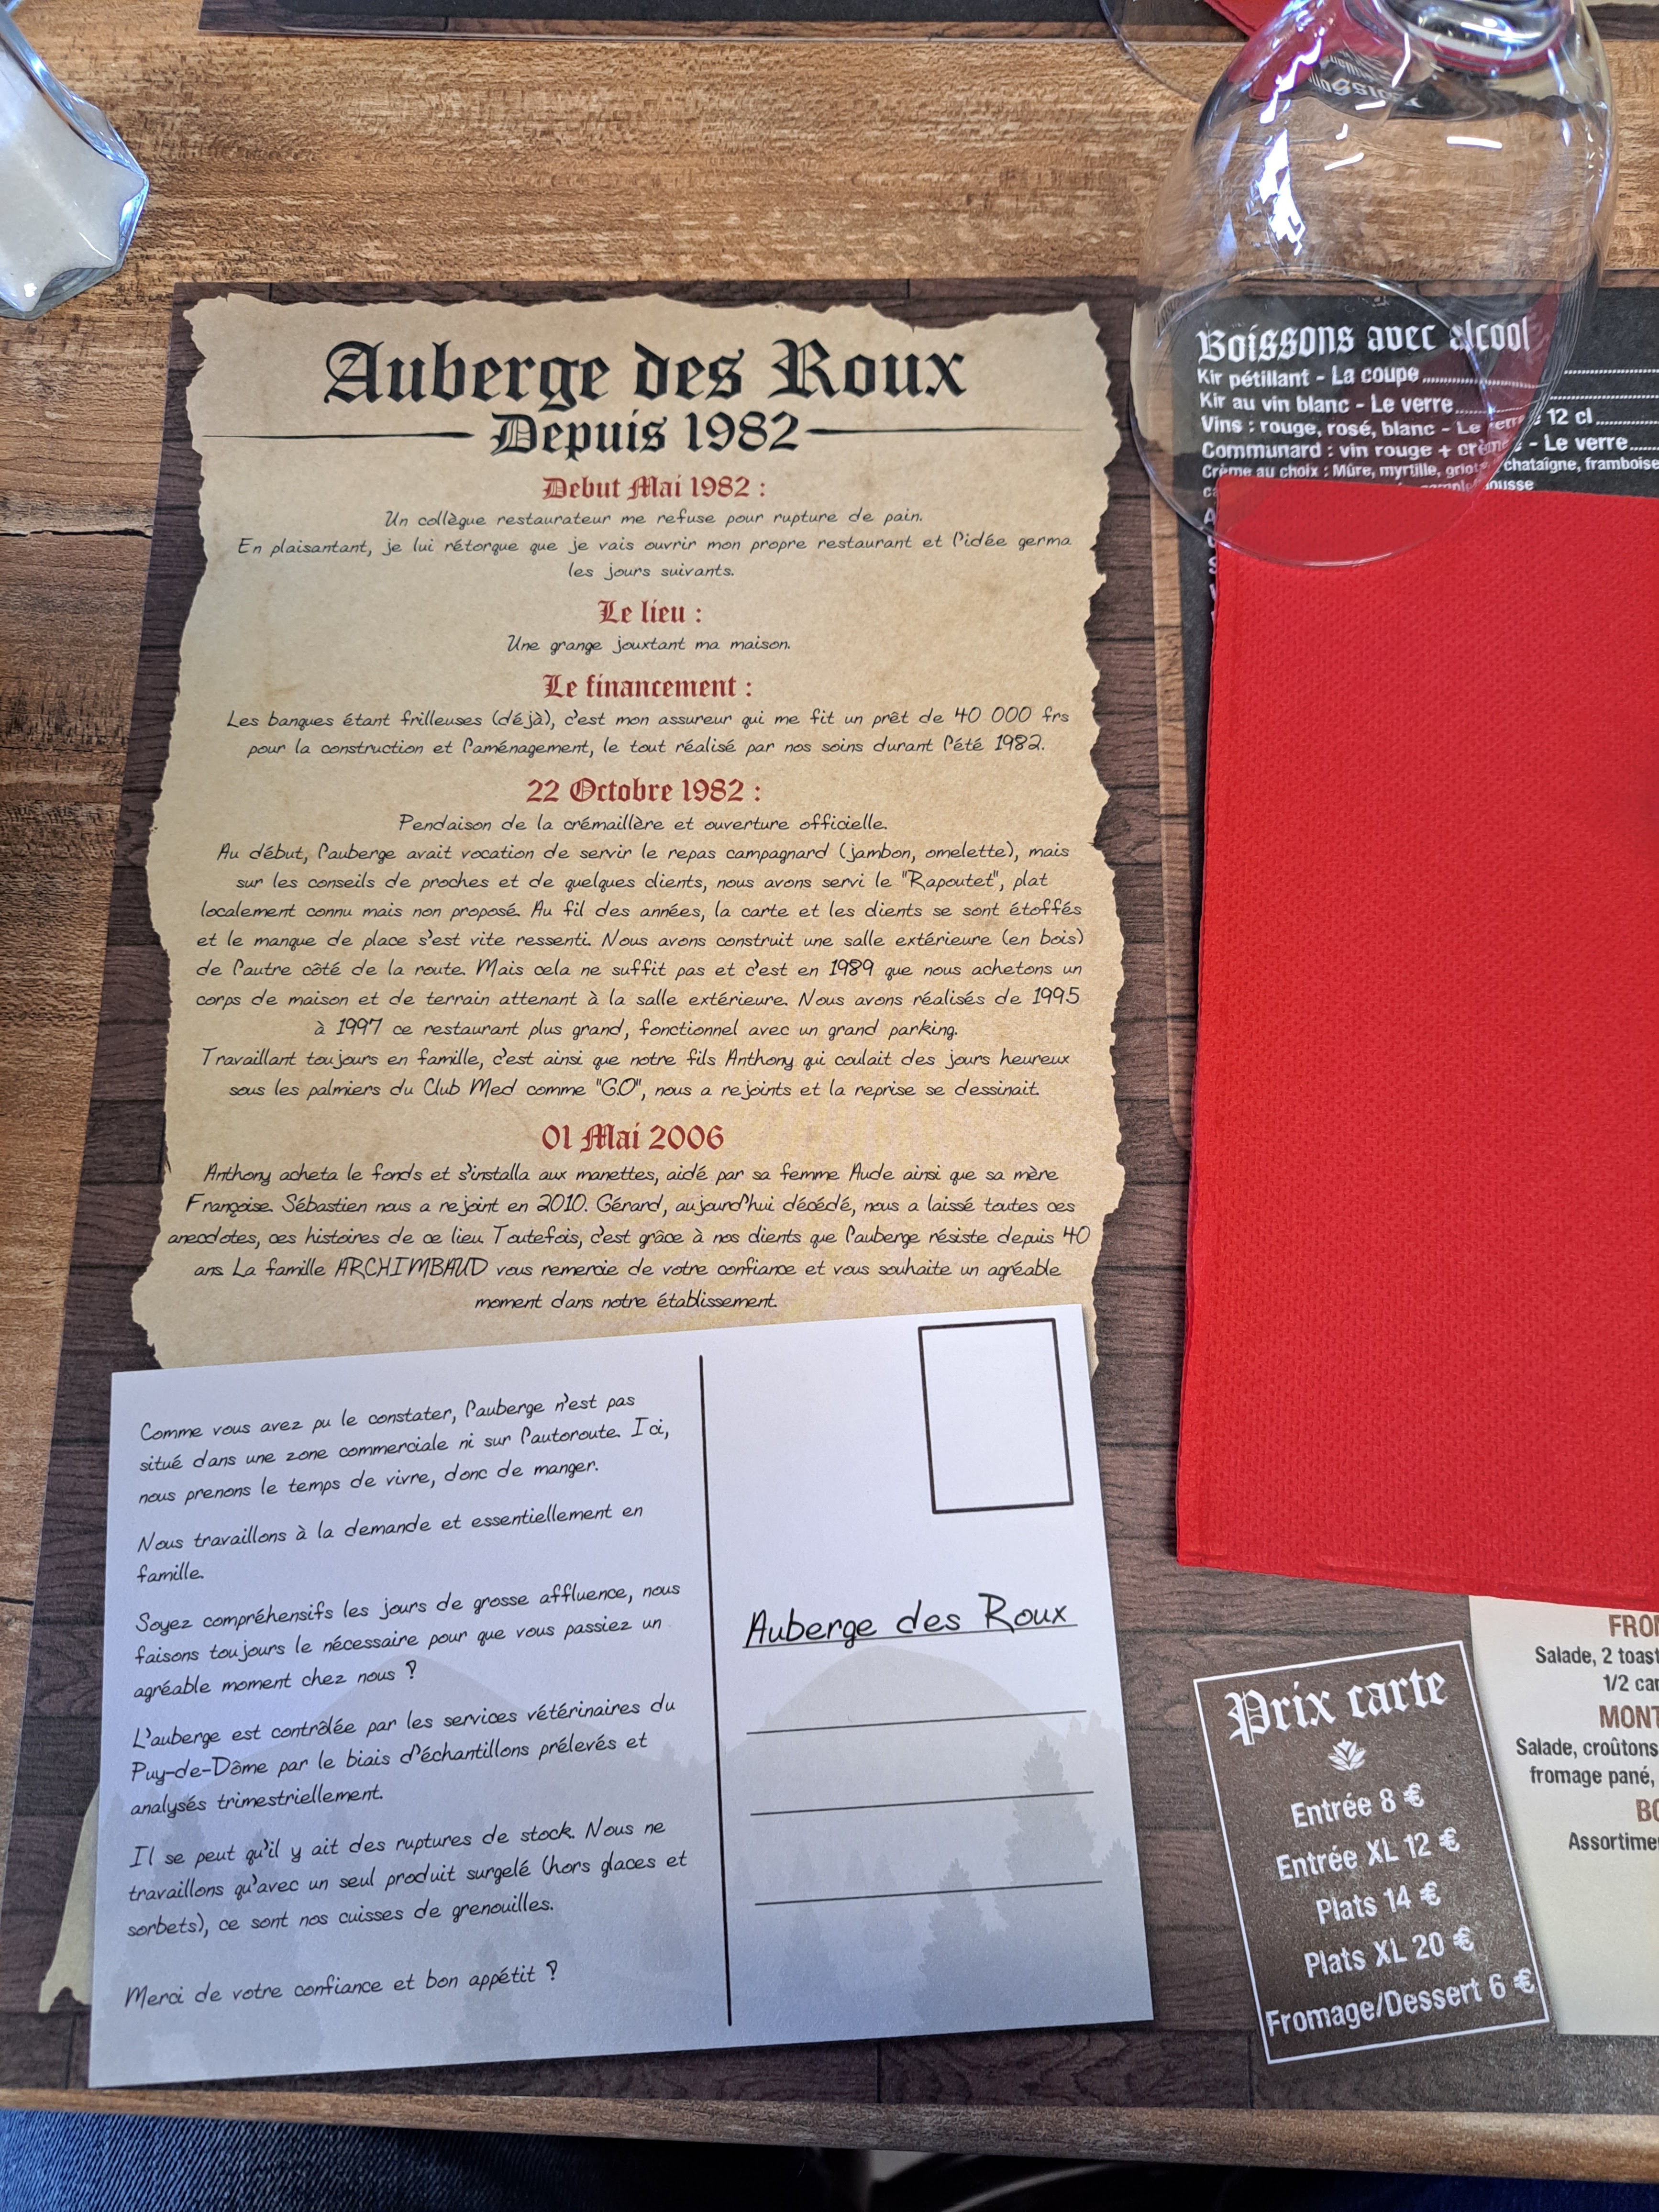 Auberge des Roux
Depuis 1982
Debut Mai 1982 :
Un collègue restaurateur me refuse pour rupture de pain.
En plaisantant, je lui rétorque que je vais ouvrir mon propre restaurant et l'idée germa
les jours suivants.
Le lieu :
Une grange jouxtant ma maison.
Le financement :
Les banques étant frilleuses (déjà), c'est mon assureur qui me fit un prêt de 40 000 frs
pour la construction et l'aménagement, le tout réalisé par nos soins durant l'été 1982.
22 Octobre 1982 :
Pendaison de la crémaillère et ouverture officielle.
Au début, l'auberge avait vocation de servir le repas campagnard (jambon, omelette), mais
sur les conseils de proches et de quelques clients, nous avons servi le "Rapoutet", plat
localement connu mais non proposé. Au fil des années, la carte et les clients se sont étoffés
et le manque de place s'est vite ressenti. Nous avons construit une salle extérieure (en bois)
de l'autre côté de la route. Mais cela ne suffit pas et c'est en 1989 que nous achetons un
corps de maison et de terrain attenant à la salle extérieure. Nous avons réalisés de 1995
à 1997 ce restaurant plus grand, fonctionnel avec un grand parking.
Travaillant toujours en famille, c'est ainsi que notre fils Anthony qui coulait des jours heureux
sous les palmiers du Club Med comme "G.O", nous a rejoints et la reprise se dessinait.
01 Mai 2006
Anthony acheta le fonds et s'installa aux manettes, aidé par sa femme Aude ainsi que sa mère
Françoise. Sébastien nous a rejoint en 2010. Gérard, aujourd'hui décédé, nous a laissé toutes ces
anecdotes, ces histoires de ce lieu. Toutefois, c'est grâce à nos clients que l'auberge résiste depuis 40
ans. La famille ARCHIMBAUD vous remercie de votre confiance et vous souhaite un agréable
moment dans notre établissement.
Comme vous avez pu le constater, l'auberge n'est pas
situé dans une zone commerciale ni sur l'autoroute. Ici,
nous prenons le temps de vivre, donc de manger.
Nous travaillons à la demande et essentiellement en
famille.
Soyez compréhensifs les jours de grosse affluence, nous
faisons toujours le nécessaire pour que vous passiez un
agréable moment chez nous ?
L'auberge est contrôlée par les services vétérinaires du
Puy-de-Dôme par le biais d'échantillons prélevés et
analysés trimestriellement.
Il se peut qu'il y ait des ruptures de stock. Nous ne
travaillons qu'avec un seul produit surgelé (hors glaces et
sorbets), ce sont nos cuisses de grenouilles.
Merci de votre confiance et bon appétit ?
Auberge des Roux
Boissons avec alcool
Kir pétillant - La coupe
Kir au vin blanc - Le verre
Vins : rouge, rosé, blanc - Le verre 12 cl
Communard : vin rouge + crème - Le verre
Crème au choix : Mûre, myrtille, griotte, chataîgne, framboise
Prix carte
Entrée 8 €
Entrée XL 12 €
Plats 14 €
Plats XL 20 €
Fromage/Dessert 6 €
Salade, 2
1/2
Salade, croûtons
fromage pané,